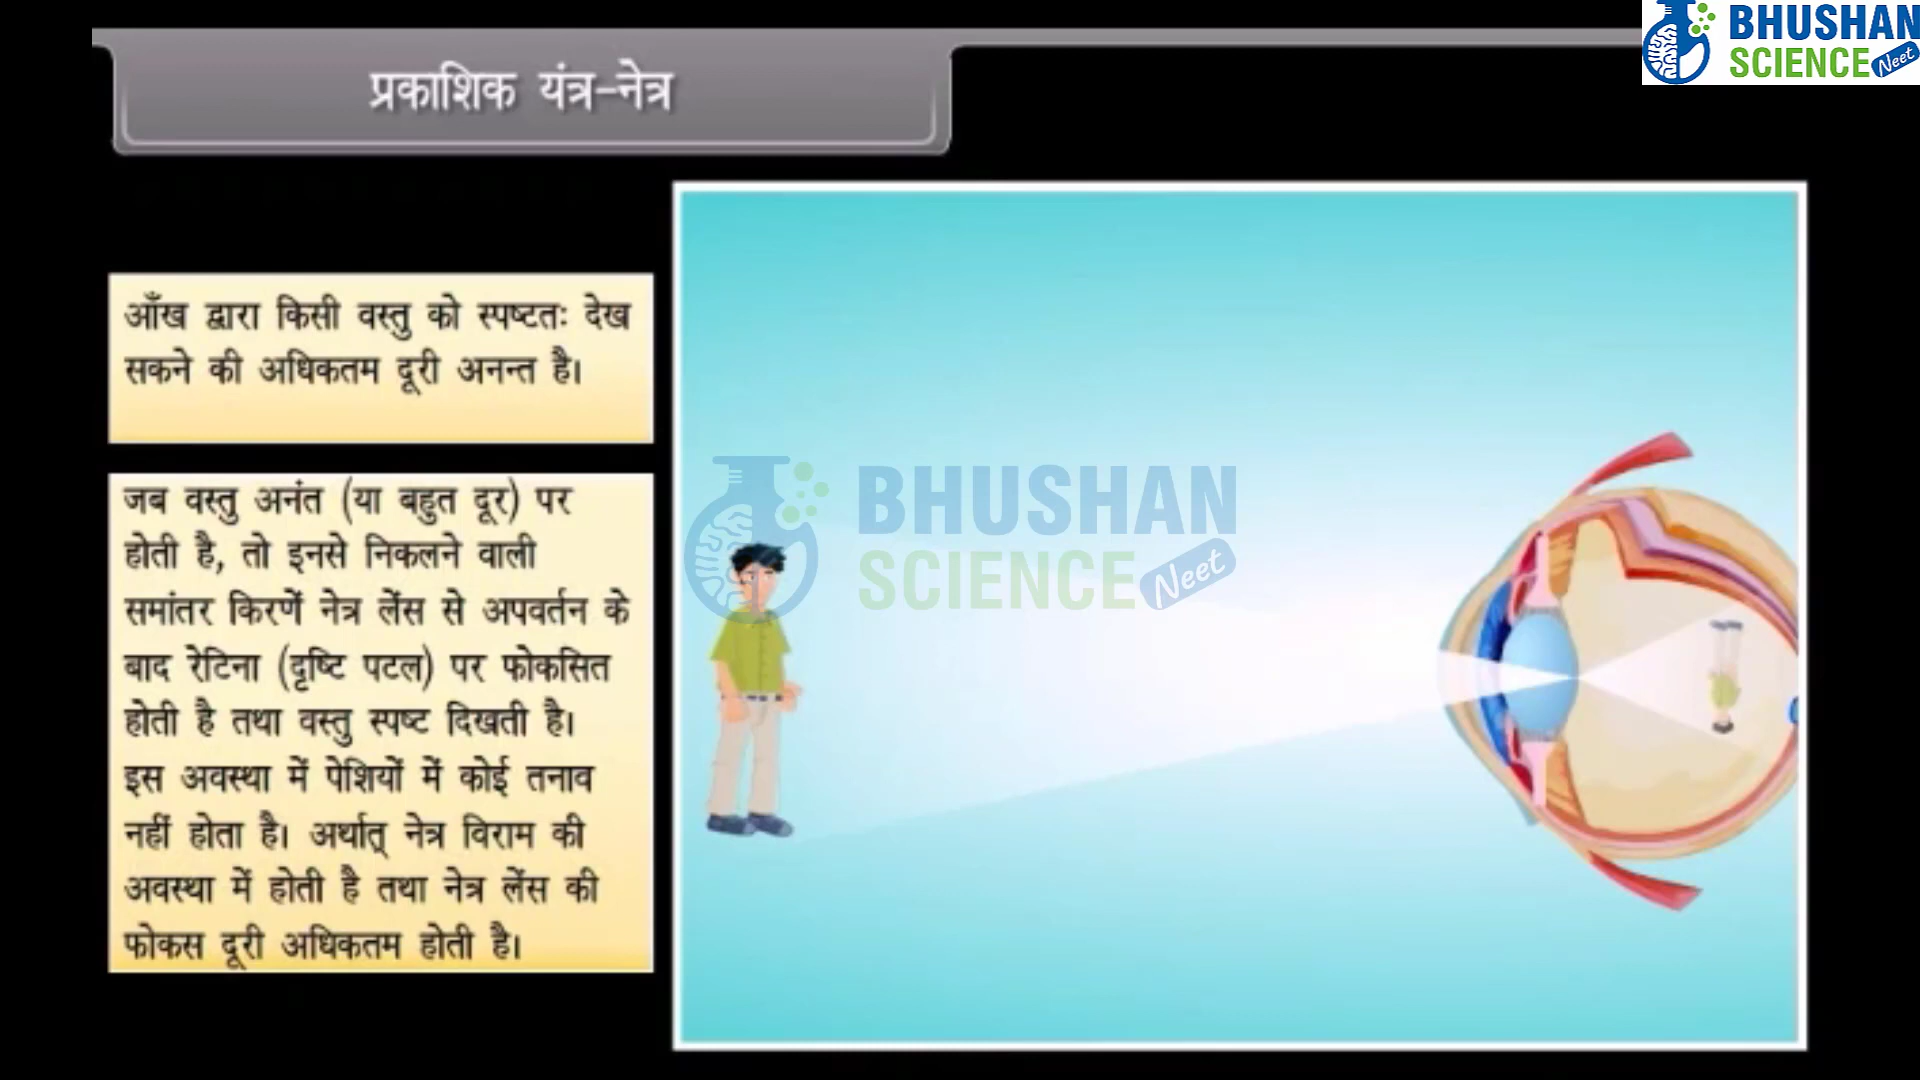 BHUSHAN
SCIENCE Neet
प्रकाशिक यंत्र-नेत्र
आँख द्वारा किसी वस्तु को स्पष्टतः देख
सकने की अधिकतम दूरी अनन्त है।
जब वस्तु अनंत (या बहुत दूर) पर
होती है, तो इनसे निकलने वाली
समांतर किरणें नेत्र लेंस से अपवर्तन के
बाद रेटिना (दृष्टि पटल) पर फोकसित
होती है तथा वस्तु स्पष्ट दिखती है।
इस अवस्था में पेशियों में कोई तनाव
नहीं होता है। अर्थात् नेत्र विराम की
अवस्था में होती है तथा नेत्र लेंस की
फोकस दूरी अधिकतम होती है।
BHUSHAN
SCIENCE Neet